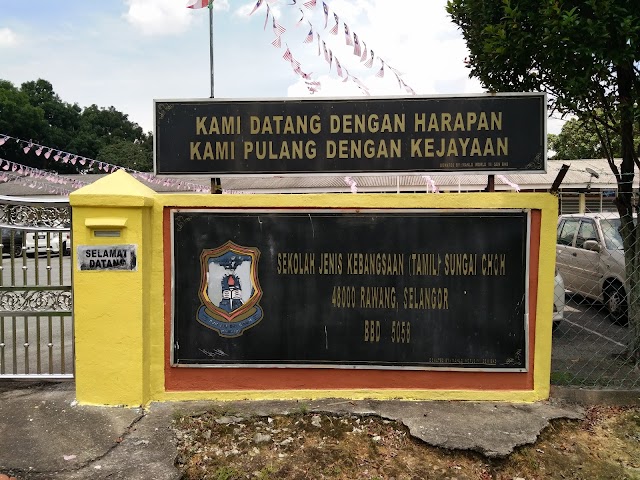 KAMI DATANG DENGAN HARAPAN
KAMI PULANG DENGAN KEJAYAAN
SELAMAT
DATANG
SEKOLAH JENIS KEBANGSAAN (TAMIL) SUNGAI CHOH
48000 RAWANG, SELANGOR
BBD 5058